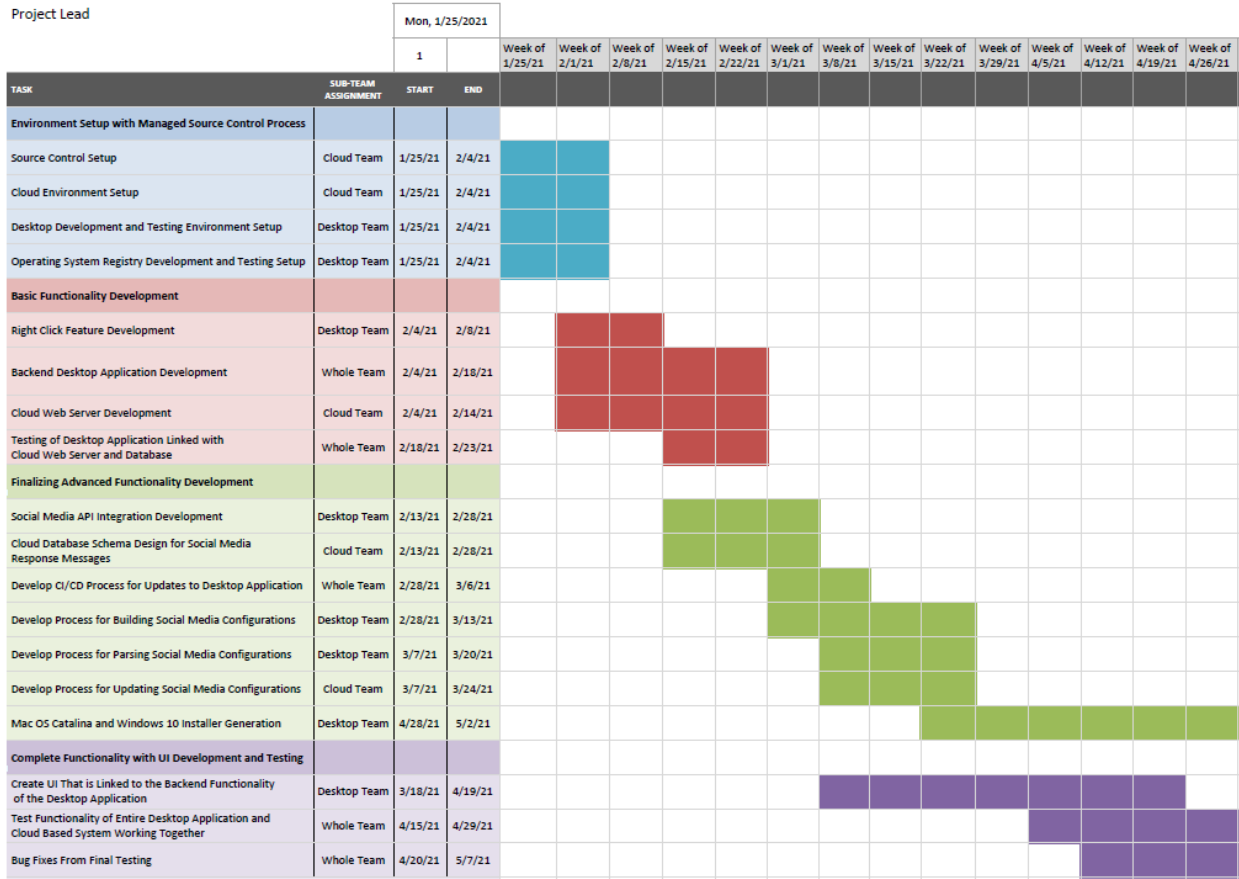 Project Lead
Mon, 1/25/2021
1
Week of 1/25/21 Week of 2/1/21 Week of 2/8/21 Week of 2/15/21 Week of 2/22/21 Week of 3/1/21 Week of 3/8/21 Week of 3/15/21 Week of 3/22/21 Week of 3/29/21 Week of 4/5/21 Week of 4/12/21 Week of 4/19/21 Week of 4/26/21
TASK SUB-TEAM ASSIGNMENT START END
Environment Setup with Managed Source Control Process
Source Control Setup Cloud Team 1/25/21 2/4/21
Cloud Environment Setup Cloud Team 1/25/21 2/4/21
Desktop Development and Testing Environment Setup Desktop Team 1/25/21 2/4/21
Operating System Registry Development and Testing Setup Desktop Team 1/25/21 2/4/21
Basic Functionality Development
Right Click Feature Development Desktop Team 2/4/21 2/8/21
Backend Desktop Application Development Whole Team 2/4/21 2/18/21
Cloud Web Server Development Cloud Team 2/4/21 2/14/21
Testing of Desktop Application Linked with
Cloud Web Server and Database Whole Team 2/18/21 2/23/21
Finalizing Advanced Functionality Development
Social Media API Integration Development Desktop Team 2/13/21 2/28/21
Cloud Database Schema Design for Social Media
Response Messages Cloud Team 2/13/21 2/28/21
Develop CI/CD Process for Updates to Desktop Application Whole Team 2/28/21 3/6/21
Develop Process for Building Social Media Configurations Desktop Team 2/28/21 3/13/21
Develop Process for Parsing Social Media Configurations Desktop Team 3/7/21 3/20/21
Develop Process for Updating Social Media Configurations Cloud Team 3/7/21 3/24/21
Mac OS Catalina and Windows 10 Installer Generation Desktop Team 4/28/21 5/2/21
Complete Functionality with UI Development and Testing
Create UI That is Linked to the Backend Functionality
of the Desktop Application Desktop Team 3/18/21 4/19/21
Test Functionality of Entire Desktop Application and
Cloud Based System Working Together Whole Team 4/15/21 4/29/21
Bug Fixes From Final Testing Whole Team 4/20/21 5/7/21